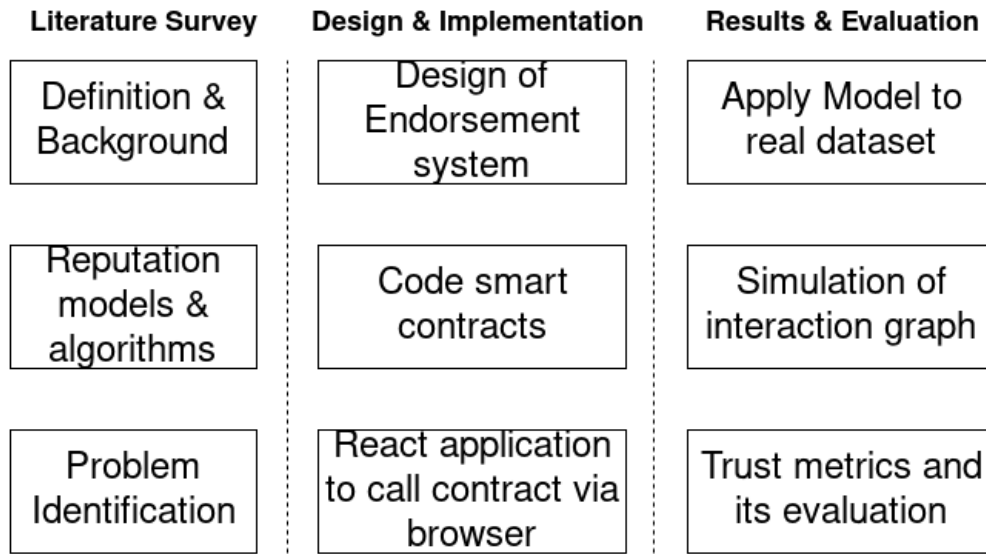 Literature Survey
Design & Implementation
Results & Evaluation
Definition &
Background
Design of
Endorsement
system
Apply Model to
real dataset
Reputation
models &
algorithms
Code smart
contracts
Simulation of
interaction graph
Problem
Identification
React application
to call contract via
browser
Trust metrics and
its evaluation